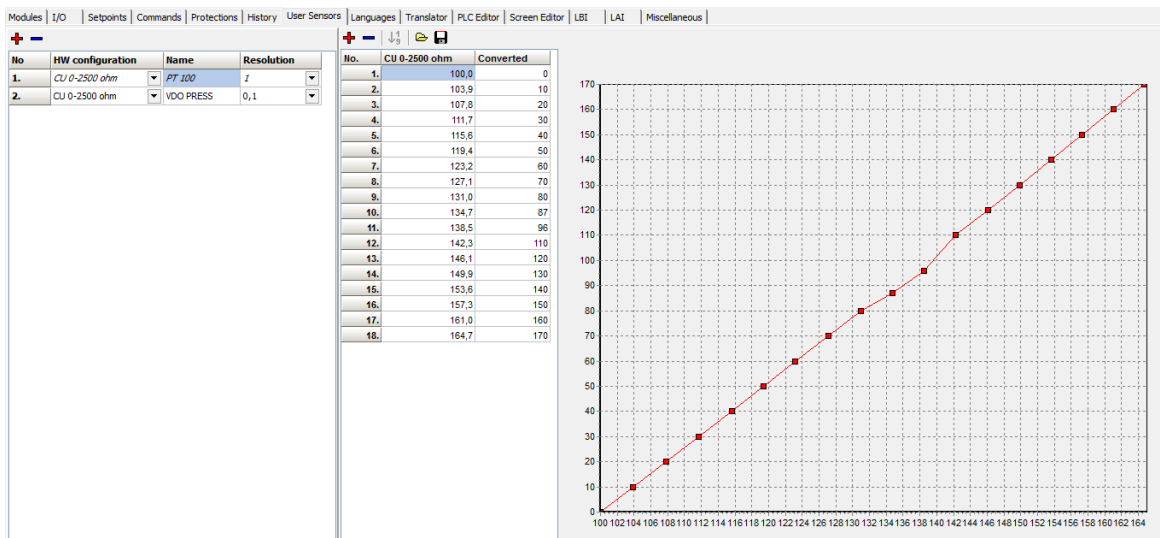 Modules I/O Setpoints Commands Protections History User Sensors Languages Translator PLC Editor Screen Editor LBI LAI Miscellaneous
No HW configuration Name Resolution
1. CU 0-2500 ohm PT 100 1
2. CU 0-2500 ohm VDO PRESS 0,1
No. CU 0-2500 ohm Converted
1. 100,0 0
2. 103,9 10
3. 107,8 20
4. 111,7 30
5. 115,6 40
6. 119,4 50
7. 123,2 60
8. 127,1 70
9. 131,0 80
10. 134,7 87
11. 138,5 96
12. 142,3 110
13. 146,1 120
14. 149,9 130
15. 153,6 140
16. 157,3 150
17. 161,0 160
18. 164,7 170
170
160
150
140
130
120
110
100
90
80
70
60
50
40
30
20
10
0
100 102 104 106 108 110 112 114 116 118 120 122 124 126 128 130 132 134 136 138 140 142 144 146 148 150 152 154 156 158 160 162 164